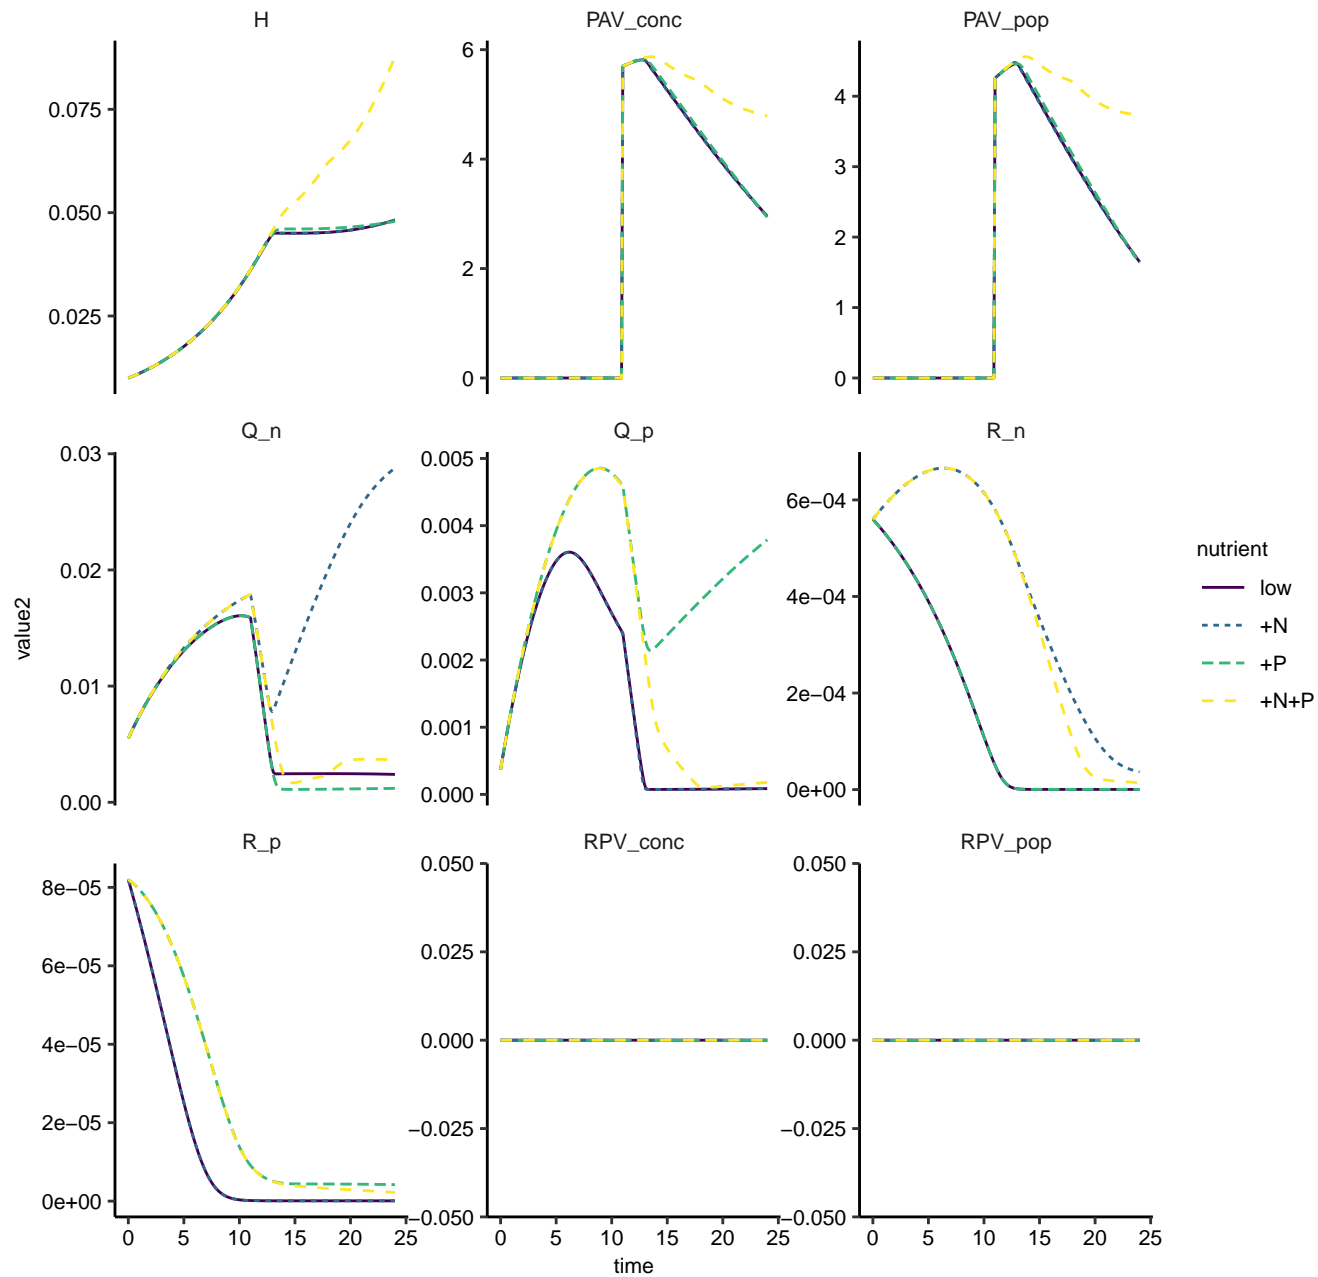 H
PAV_conc
PAV_pop
0.075
0.050
0.025
6
4
2
0
4
3
2
1
0
Q_n
Q_p
R_n
0.03
0.02
0.01
0.00
0.005
0.004
0.003
0.002
0.001
0.000
6e−04
4e−04
2e−04
0e+00
R_p
RPV_conc
RPV_pop
8e−05
6e−05
4e−05
2e−05
0e+00
0.050
0.025
0.000
−0.025
−0.050
0.050
0.025
0.000
−0.025
−0.050
0 5 10 15 20 25
0 5 10 15 20 25
0 5 10 15 20 25
time
value2
nutrient
low
+N
+P
+N+P